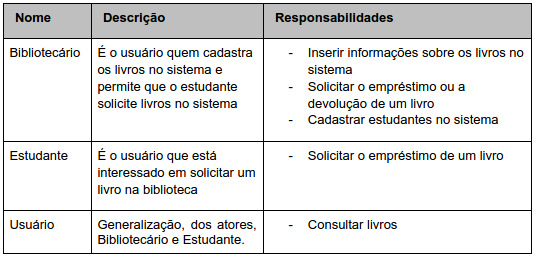 Nome Descrição Responsabilidades
Bibliotecário É o usuário quem cadastra - Inserir informações sobre os livros no
os livros no sistema e sistema
permite que o estudante - Solicitar o empréstimo ou a
solicite livros no sistema devolução de um livro
- Cadastrar estudantes no sistema
Estudante É o usuário que está - Solicitar o empréstimo de um livro
interessado em solicitar um
livro na biblioteca
Usuário Generalização, dos atores, - Consultar livros
Bibliotecário e Estudante.